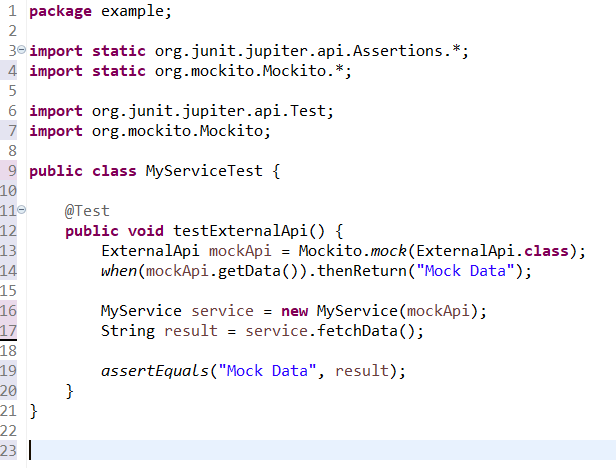 1 package example;
2
3 import static org.junit.jupiter.api.Assertions.*;
4 import static org.mockito.Mockito.*;
5
6 import org.junit.jupiter.api.Test;
7 import org.mockito.Mockito;
8
9 public class MyServiceTest {
10
11     @Test
12     public void testExternalApi() {
13         ExternalApi mockApi = Mockito.mock(ExternalApi.class);
14         when(mockApi.getData()).thenReturn("Mock Data");
15
16         MyService service = new MyService(mockApi);
17         String result = service.fetchData();
18
19         assertEquals("Mock Data", result);
20     }
21 }
22
23